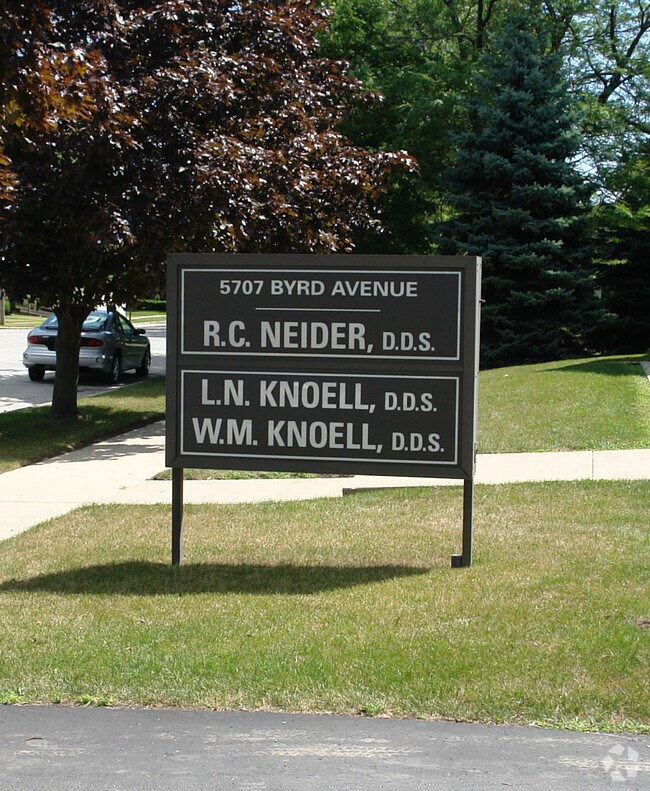 5707 BYRD AVENUE
R.C. NEIDER, D.D.S.
L.N. KNOELL, D.D.S.
W.M. KNOELL, D.D.S.